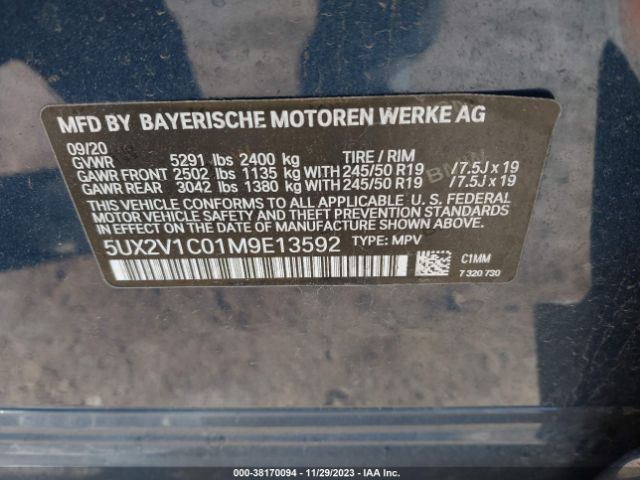 MFD BY BAYERISCHE MOTOREN WERKE AG
09/20
GVWR 5291 lbs 2400 kg TIRE / RIM
GAWR FRONT 2502 lbs 1135 kg WITH 245/50 R19 /7.5J x 19
GAWR REAR 3042 lbs 1380 kg WITH 245/50 R19 /7.5J x 19
THIS VEHICLE CONFORMS TO ALL APPLICABLE U. S. FEDERAL
MOTOR VEHICLE SAFETY AND THEFT PREVENTION STANDARDS
IN EFFECT ON THE DATE OF MANUFACTURE SHOWN ABOVE.
5UX2V1C01M9E13592 TYPE: MPV
C1MM
7 320 730
000-38170094 - 11/29/2023 - IAA Inc.